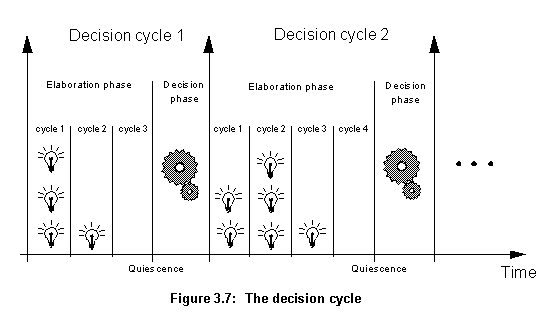 Decision cycle 1
Decision cycle 2
Elaboration phase
Decision
phase
Elaboration phase
Decision
phase
cycle 1
cycle 2
cycle 3
cycle 1
cycle 2
cycle 3
cycle 4
Quiescence
Quiescence
Time
Figure 3.7: The decision cycle